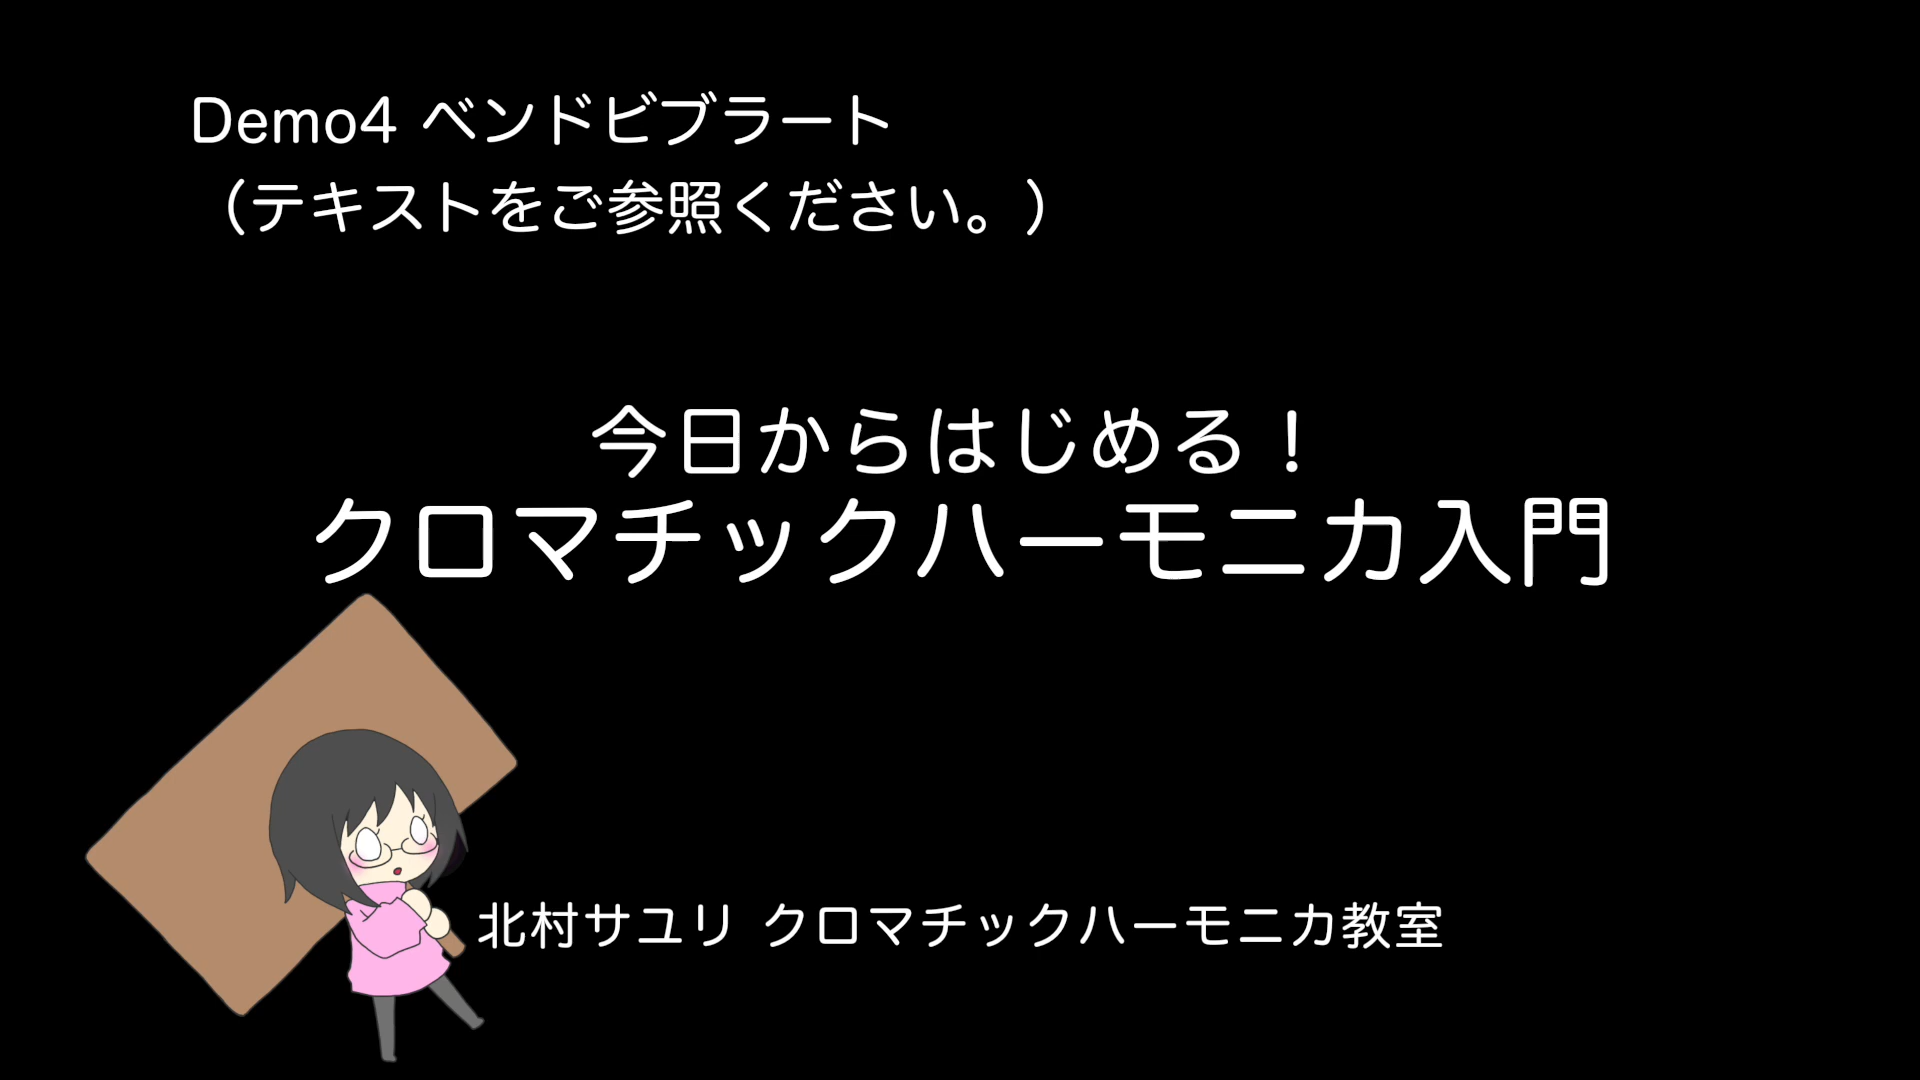 Demo4 ベンドビブラート
（テキストをご参照ください。）
今日からはじめる！
クロマチックハーモニカ入門
北村サユリ クロマチックハーモニカ教室